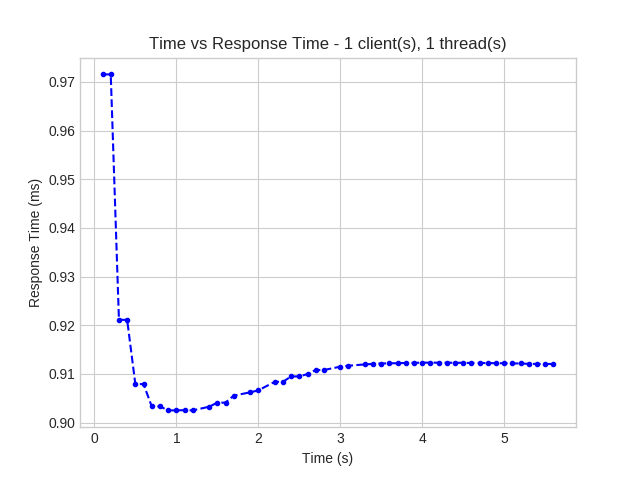 Time vs Response Time - 1 client(s), 1 thread(s)
0.97
0.96
0.95
0.94
0.93
0.92
0.91
0.90
Response Time (ms)
0 1 2 3 4 5
Time (s)